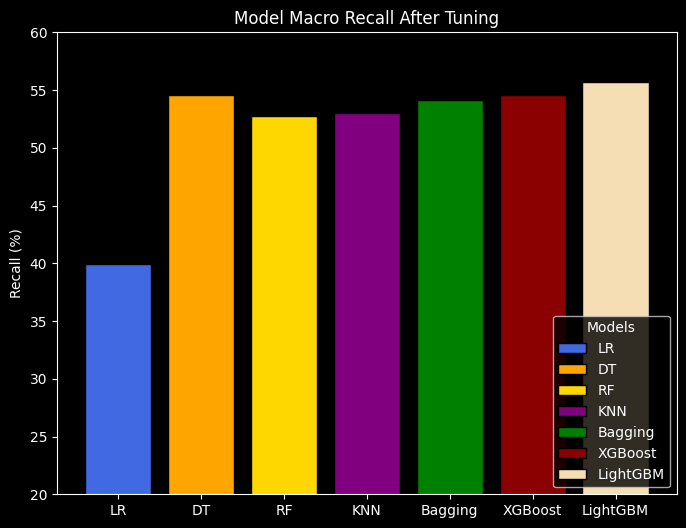 Model Macro Recall After Tuning
60
55
50
45
40
35
30
25
20
Recall (%)
Models
LR
DT
RF
KNN
Bagging
XGBoost
LightGBM
LR DT RF KNN Bagging XGBoost LightGBM